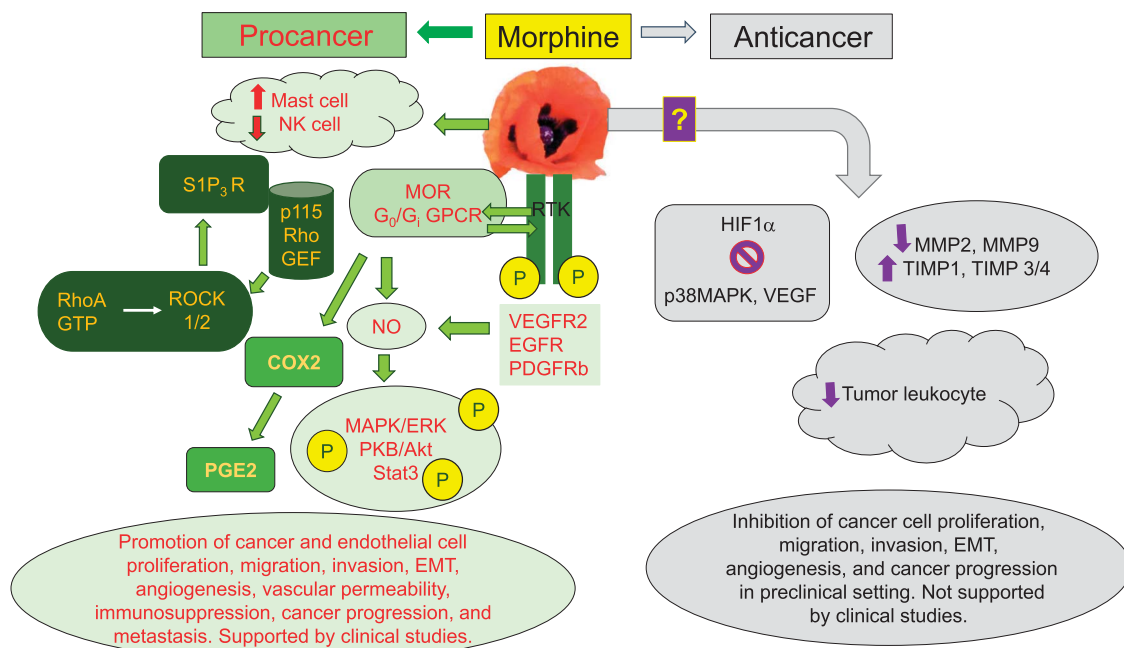 Procancer
Morphine
Anticancer
Mast cell
NK cell
?
S1P3 R
p115
Rho
GEF
MOR
G0/Gi GPCR
RTK
P
P
RhoA
GTP
ROCK
1/2
NO
VEGFR2
EGFR
PDGFRb
COX2
PGE2
MAPK/ERK
PKB/Akt
Stat3
P
P
P
HIF1α
p38MAPK, VEGF
MMP2, MMP9
TIMP1, TIMP 3/4
Tumor leukocyte
Promotion of cancer and endothelial cell
proliferation, migration, invasion, EMT,
angiogenesis, vascular permeability,
immunosuppression, cancer progression, and
metastasis. Supported by clinical studies.
Inhibition of cancer cell proliferation,
migration, invasion, EMT,
angiogenesis, and cancer progression
in preclinical setting. Not supported
by clinical studies.